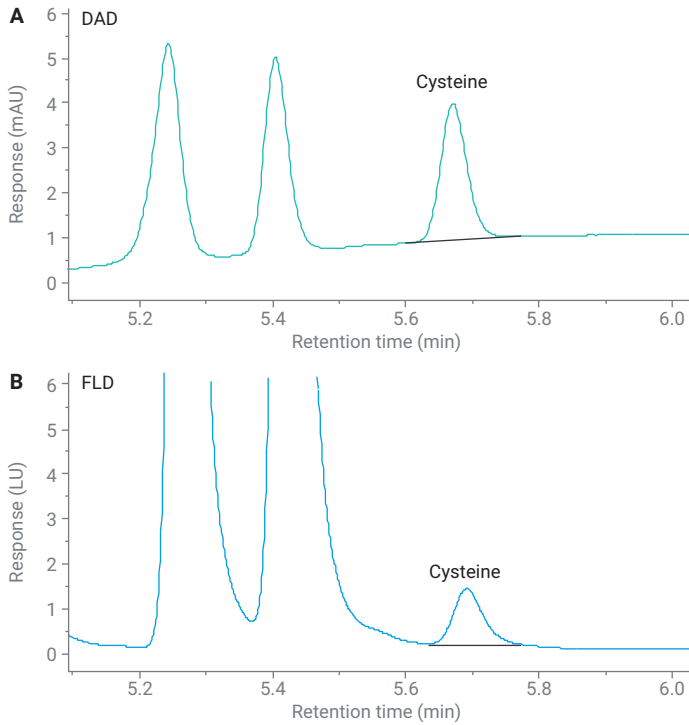 A
DAD
6
5
4
3
2
1
0
Response (mAU)
Cysteine
5.2 5.4 5.6 5.8 6.0
Retention time (min)
B
FLD
6
5
4
3
2
1
0
Response (LU)
Cysteine
5.2 5.4 5.6 5.8 6.0
Retention time (min)